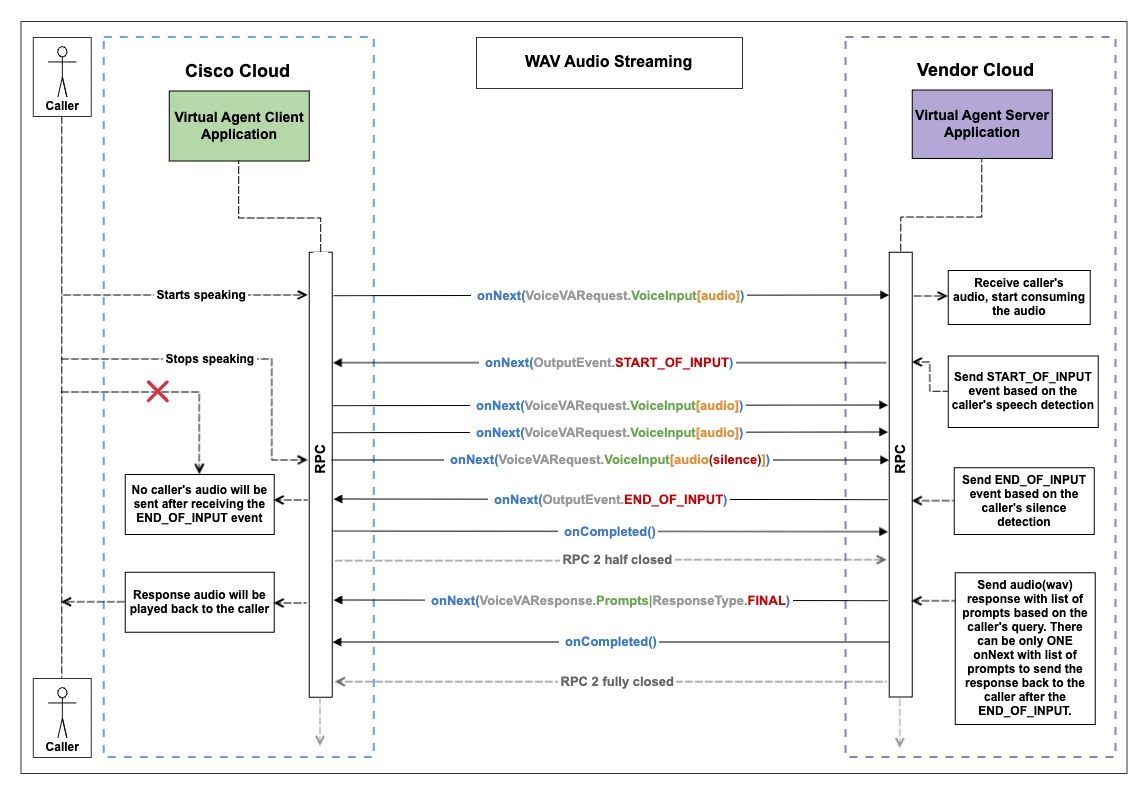 WAV Audio Streaming
Caller
Cisco Cloud
Virtual Agent Client
Application
Vendor Cloud
Virtual Agent Server
Application
Starts speaking
onNext(VoiceVARequest.VoiceInput[audio])
Receive caller's
audio, start consuming
the audio
Stops speaking
onNext(OutputEvent.START_OF_INPUT)
Send START_OF_INPUT
event based on the
caller's speech detection
onNext(VoiceVARequest.VoiceInput[audio])
onNext(VoiceVARequest.VoiceInput[audio])
RPC
onNext(VoiceVARequest.VoiceInput[audio(silence)])
RPC
No caller's audio will be
sent after receiving the
END_OF_INPUT event
onNext(OutputEvent.END_OF_INPUT)
Send END_OF_INPUT
event based on the
caller's silence
detection
onCompleted()
RPC 2 half closed
Response audio will be
played back to the caller
onNext(VoiceVAResponse.Prompts|ResponseType.FINAL)
Send audio(wav)
response with list of
prompts based on the
caller's query. There
can be only ONE
onNext with list of
prompts to send the
response back to the
caller after the
END_OF_INPUT.
onCompleted()
RPC 2 fully closed
Caller